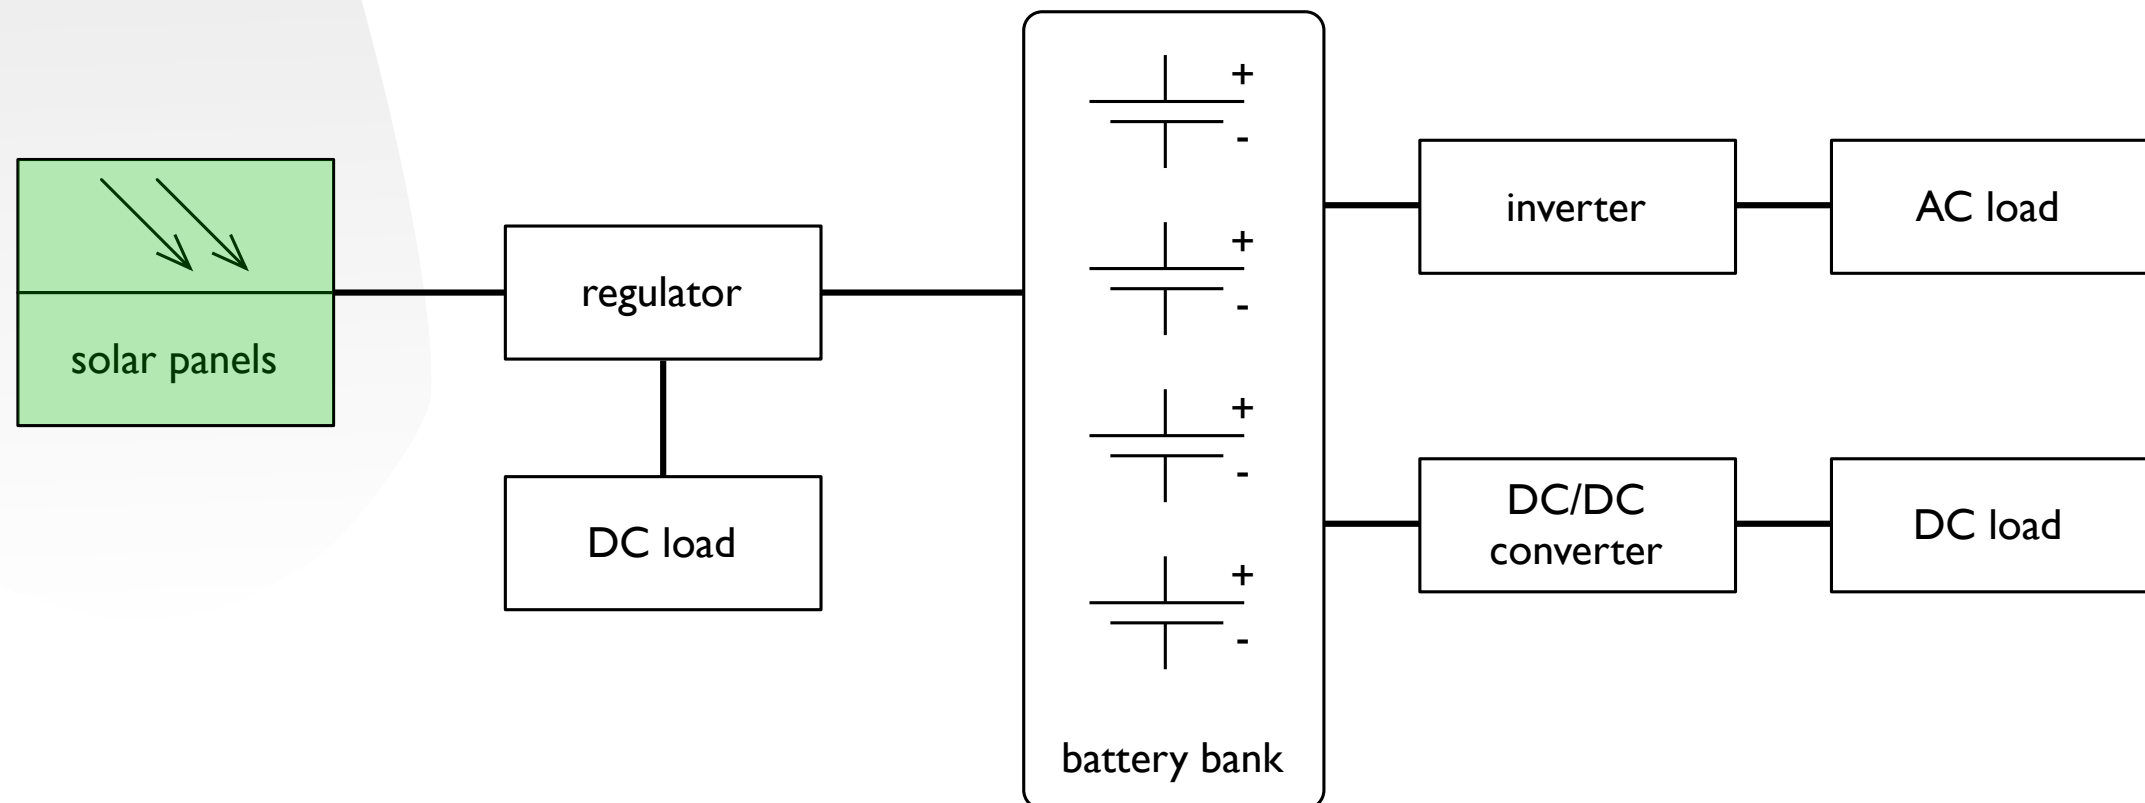 solar panels
regulator
DC load
+
-
+
-
+
-
+
-
battery bank
inverter
AC load
DC/DC
converter
DC load